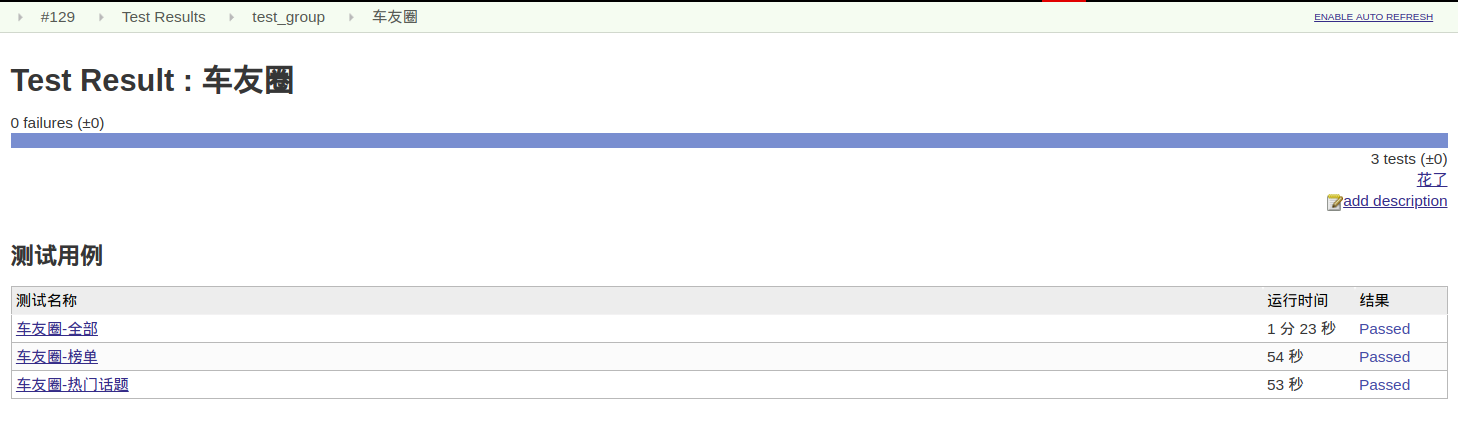 #129 Test Results test_group 车友圈 ENABLE AUTO REFRESH
Test Result : 车友圈
0 failures (±0)
3 tests (±0)
花了
add description
测试用例
测试名称 运行时间 结果
车友圈-全部 1 分 23 秒 Passed
车友圈-榜单 54 秒 Passed
车友圈-热门话题 53 秒 Passed